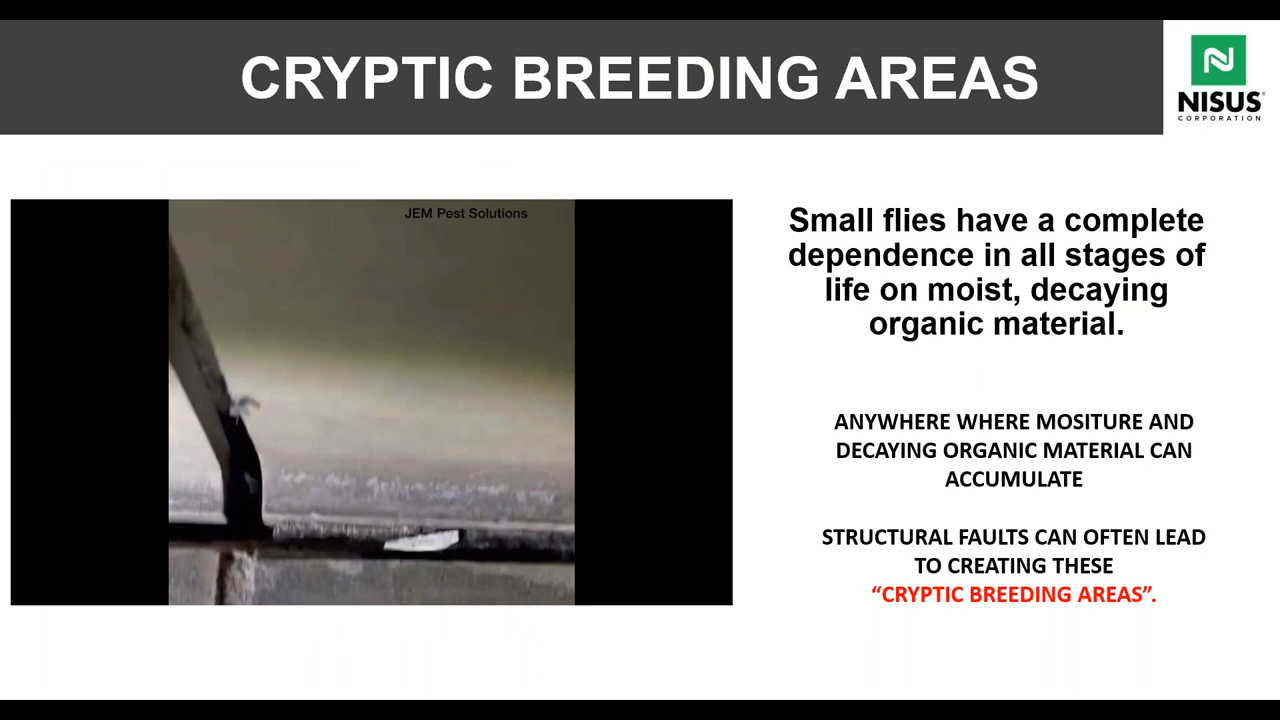 CRYPTIC BREEDING AREAS
NISUS®
CORPORATION
JEM Pest Solutions
Small flies have a complete
dependence in all stages of
life on moist, decaying
organic material.
ANYWHERE WHERE MOSITURE AND
DECAYING ORGANIC MATERIAL CAN
ACCUMULATE
STRUCTURAL FAULTS CAN OFTEN LEAD
TO CREATING THESE
“CRYPTIC BREEDING AREAS”.